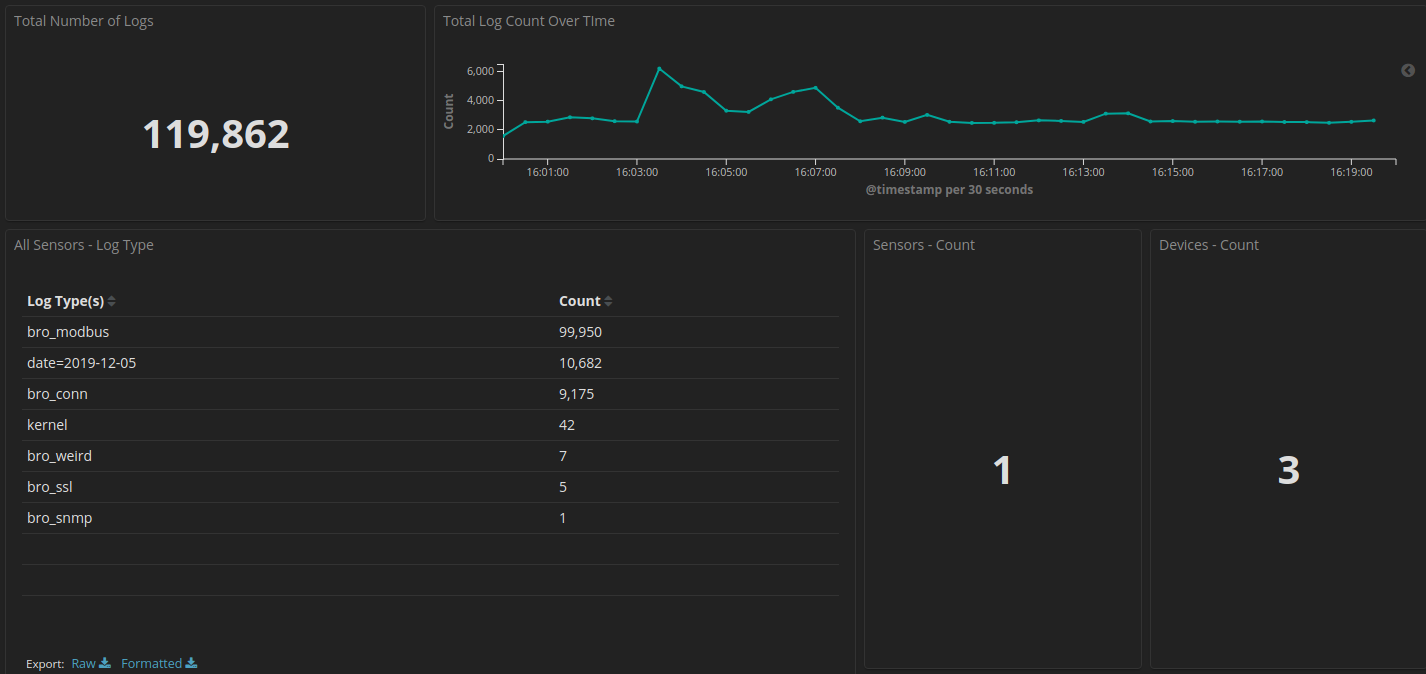 Total Number of Logs
119,862
Total Log Count Over TIme
Count
6,000
4,000
2,000
0
16:01:00 16:03:00 16:05:00 16:07:00 16:09:00 16:11:00 16:13:00 16:15:00 16:17:00 16:19:00
@timestamp per 30 seconds
All Sensors - Log Type
Log Type(s) Count
bro_modbus 99,950
date=2019-12-05 10,682
bro_conn 9,175
kernel 42
bro_weird 7
bro_ssl 5
bro_snmp 1
Export: Raw Formatted
Sensors - Count
1
Devices - Count
3